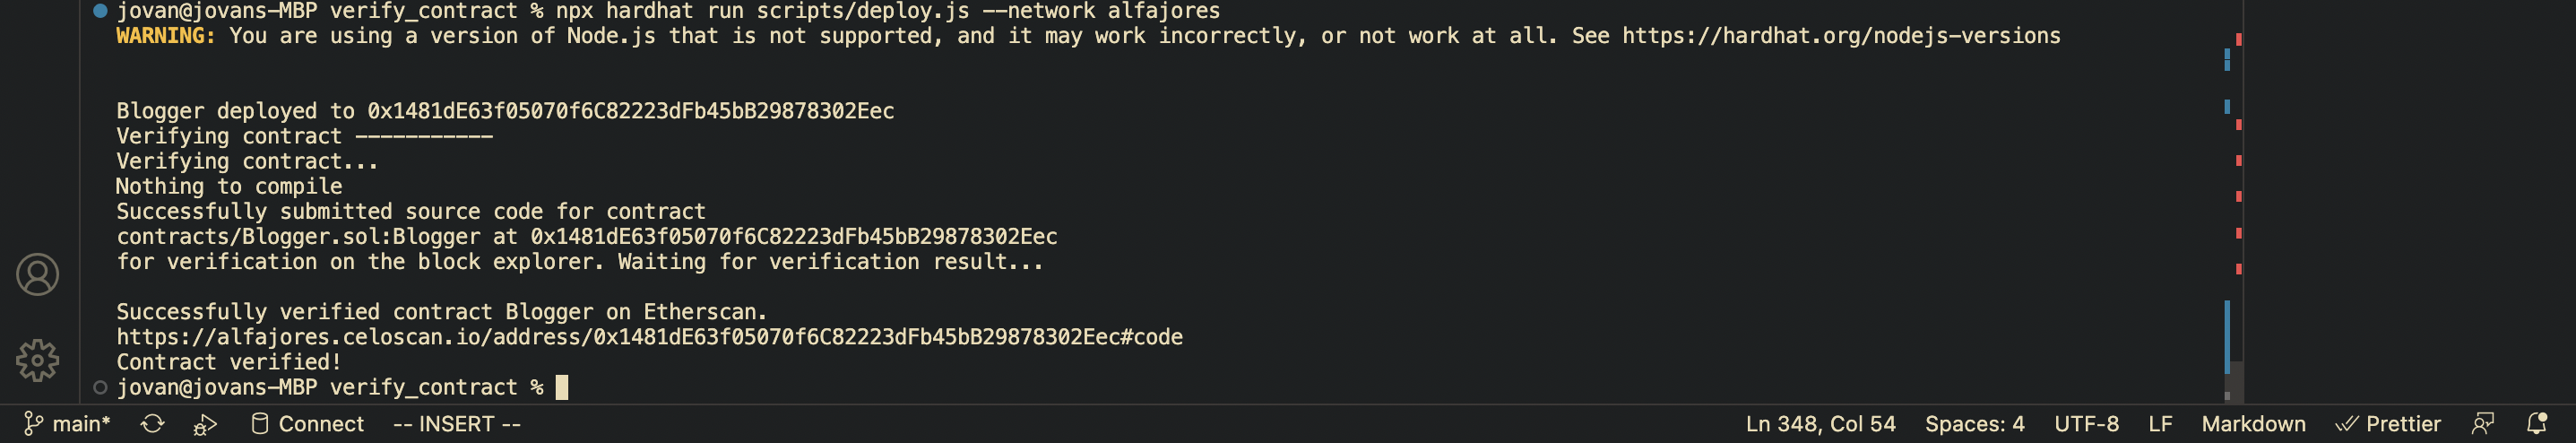 jovan@jovans-MBP verify_contract % npx hardhat run scripts/deploy.js --network alfajores
WARNING: You are using a version of Node.js that is not supported, and it may work incorrectly, or not work at all. See https://hardhat.org/nodejs-versions
Blogger deployed to 0x1481dE63f05070f6C82223dFb45bB29878302Eec
Verifying contract -----------
Verifying contract...
Nothing to compile
Successfully submitted source code for contract
contracts/Blogger.sol:Blogger at 0x1481dE63f05070f6C82223dFb45bB29878302Eec
for verification on the block explorer. Waiting for verification result...
Successfully verified contract Blogger on Etherscan.
https://alfajores.celoscan.io/address/0x1481dE63f05070f6C82223dFb45bB29878302Eec#code
Contract verified!
jovan@jovans-MBP verify_contract %
main* Connect -- INSERT -- Ln 348, Col 54 Spaces: 4 UTF-8 LF Markdown Prettier